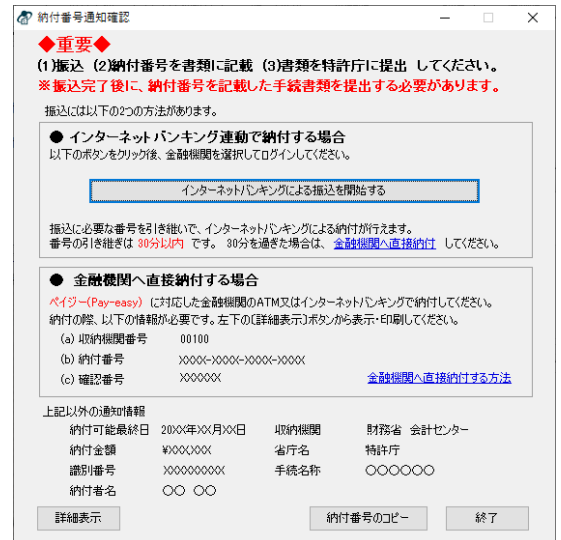 納付番号通知確認
◆重要◆
(1)振込 (2)納付番号を書類に記載 (3)書類を特許庁に提出 してください。
※振込完了後に、納付番号を記載した手続書類を提出する必要があります。
振込には以下の2つの方法があります。
● インターネットバンキング連動で納付する場合
以下のボタンをクリック後、金融機関を選択してログインしてください。
インターネットバンキングによる振込を開始する
振込に必要な番号を引き継いで、インターネットバンキングによる納付が行えます。
番号の引き継ぎは 30分以内 です。 30分を過ぎた場合は、 金融機関へ直接納付 してください。
● 金融機関へ直接納付する場合
ペイジー(Pay-easy) に対応した金融機関のATM又はインターネットバンキングで納付してください。
納付の際、以下の情報が必要です。左下の[詳細表示]ボタンから表示・印刷してください。
(a) 収納機関番号 00100
(b) 納付番号 XXXX-XXXX-XXXX-XXXX
(c) 確認番号 XXXXXX 金融機関へ直接納付する方法
上記以外の通知情報
納付可能最終日 20XX年XX月XX日 収納機関 財務省 会計センター
納付金額 ¥XXX,XXX 省庁名 特許庁
識別番号 XXXXXXXXX 手続名称 〇〇〇〇〇〇
納付者名 〇〇 〇〇
詳細表示 納付番号のコピー 終了